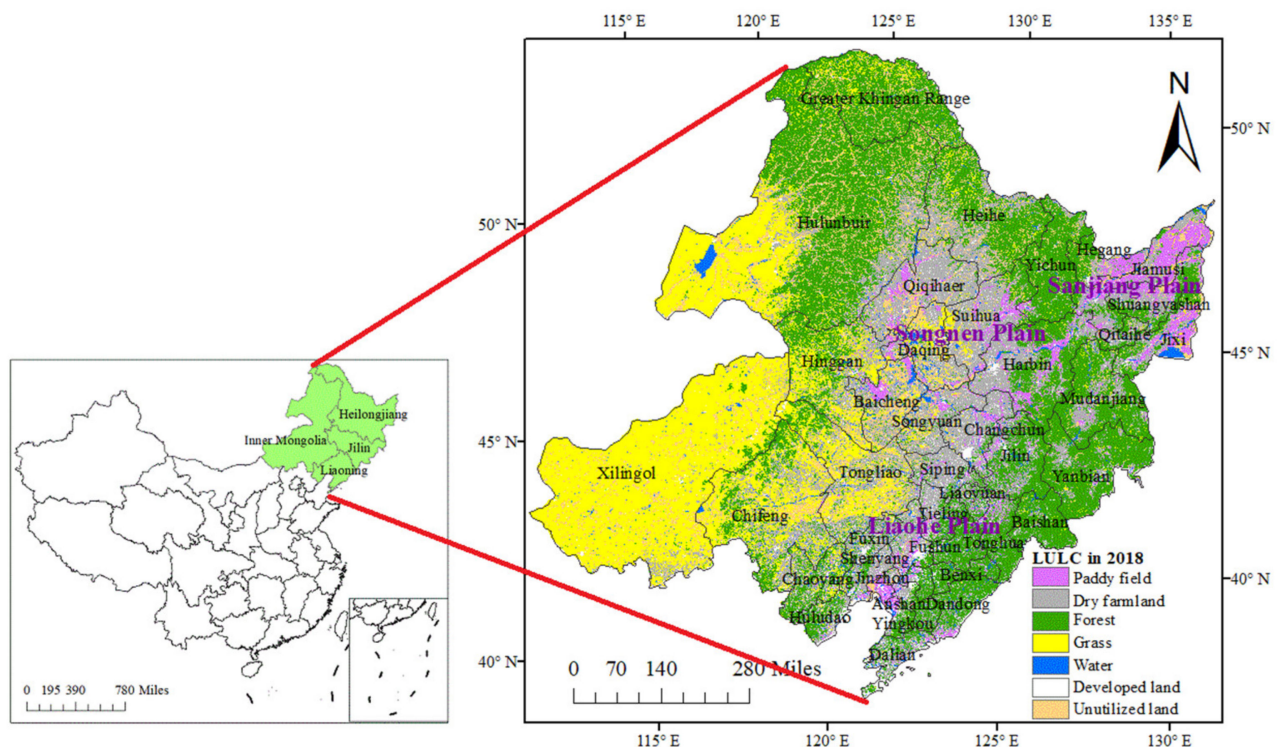 115° E 120° E 125° E 130° E 135° E
N
50° N
45° N
40° N
50° N
45° N
40° N
Greater Khingan Range
Hulunbuir
Heihe
Hegang
Yichun
Jiamusi
Sanjiang Plain
Qiqihaer
Shuangyashan
Suihua
Songnen Plain
Qitaihe
Jixi
Daqing
Hinggan
Harbin
Baicheng
Mudanjiang
Songyuan
Changchun
Xilingol
Tongliao
Siping
Jilin
Yanbian
Liaoyuan
Chifeng
Tieling
Baishan
Liaohe Plain
Fuxin
Tonghua
Shenyang
Fushun
Chaoyang
Jinzhou
Benxi
Anshan
Dandong
Huludao
Yingkou
Dalian
0 70 140 280 Miles
115° E 120° E 125° E 130° E
LULC in 2018
Paddy field
Dry farmland
Forest
Grass
Water
Developed land
Unutilized land
Heilongjiang
Inner Mongolia
Jilin
Liaoning
0 195 390 780 Miles